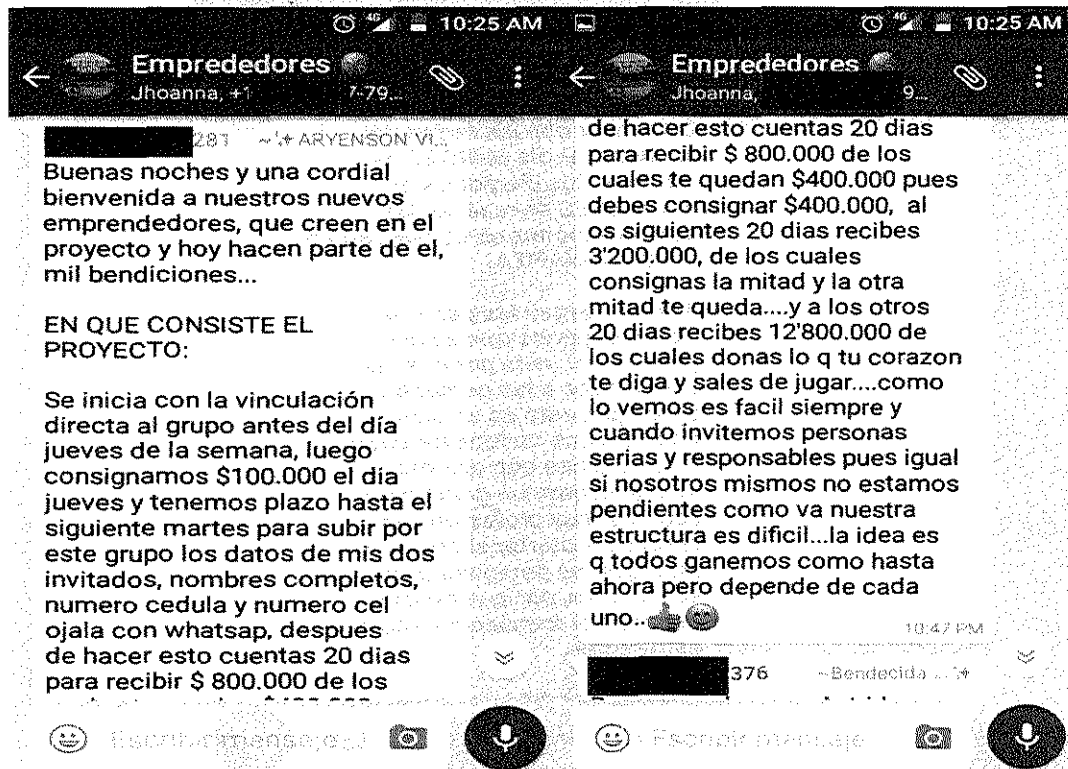 10:25 AM
Emprededores
Jhoanna, +1 7-79...
281 ~ ARYENSON VI...
Buenas noches y una cordial
bienvenida a nuestros nuevos
emprendedores, que creen en el
proyecto y hoy hacen parte de el,
mil bendiciones...
EN QUE CONSISTE EL
PROYECTO:
Se inicia con la vinculación
directa al grupo antes del día
jueves de la semana, luego
consignamos $100.000 el día
jueves y tenemos plazo hasta el
siguiente martes para subir por
este grupo los datos de mis dos
invitados, nombres completos,
numero cedula y numero cel
ojala con whatsap, despues
de hacer esto cuentas 20 dias
para recibir $ 800.000 de los
10:25 AM
Emprededores
Jhoanna, 9...
de hacer esto cuentas 20 dias
para recibir $ 800.000 de los
cuales te quedan $400.000 pues
debes consignar $400.000, al
os siguientes 20 dias recibes
3'200.000, de los cuales
consignas la mitad y la otra
mitad te queda....y a los otros
20 dias recibes 12'800.000 de
los cuales donas lo q tu corazon
te diga y sales de jugar....como
lo vemos es facil siempre y
cuando invitemos personas
serias y responsables pues igual
si nosotros mismos no estamos
pendientes como va nuestra
estructura es dificil...la idea es
q todos ganemos como hasta
ahora pero depende de cada
uno..
10:47 PM
376 ~Bendecida ...
Escribir mensaje